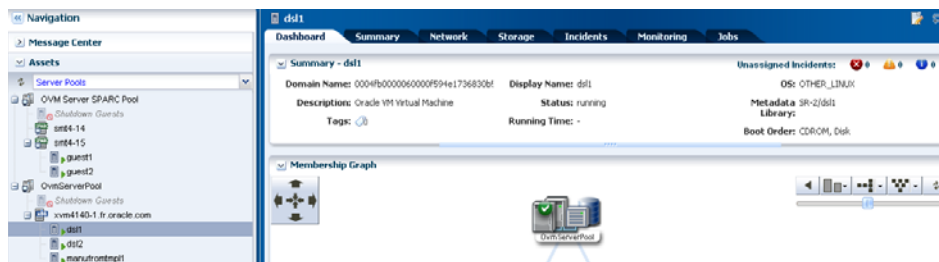 Navigation
Message Center
Assets
Server Pools
OVM Server SPARC Pool
Shutdown Guests
smt4-14
smt4-15
guest1
guest2
OvmServerPool
Shutdown Guests
xvm4140-1.fr.oracle.com
dsl1
dsl2
manufromtmpl1
dsl1
Dashboard Summary Network Storage Incidents Monitoring Jobs
Summary - dsl1 Unassigned Incidents: 0 0 0
Domain Name: 0004fb0000060000f594e1736830b! Display Name: dsl1 OS: OTHER_LINUX
Description: Oracle VM Virtual Machine Status: running Metadata Library: SR-2/dsl1
Tags: Running Time: - Boot Order: CDROM, Disk
Membership Graph
OvmServerPool